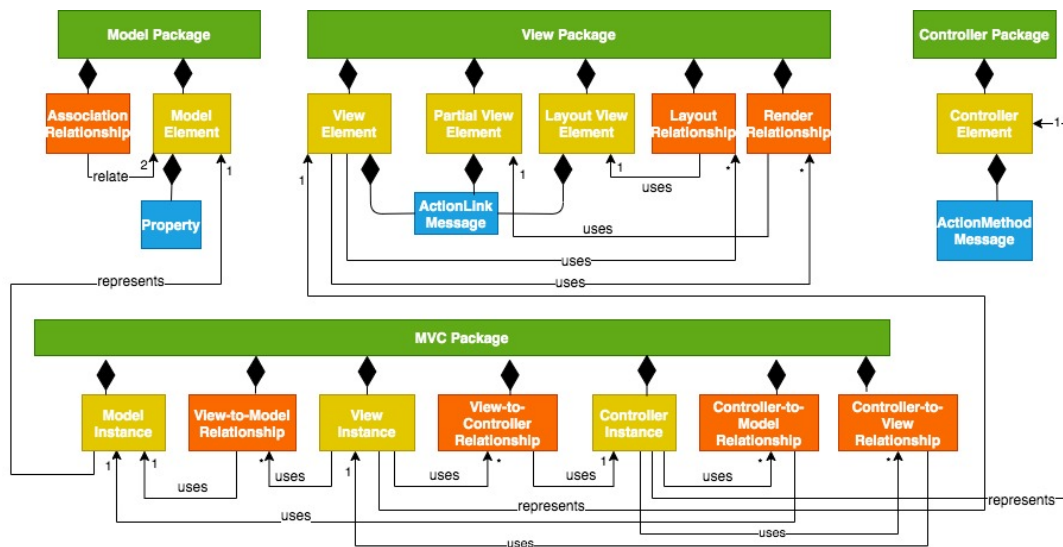 Model Package
View Package
Controller Package
Association
Relationship
Model
Element
View
Element
Partial View
Element
Layout View
Element
Layout
Relationship
Render
Relationship
Controller
Element
1
2
relate
1
1
1
1
uses
*
*
Property
ActionLink
Message
uses
ActionMethod
Message
uses
represents
uses
MVC Package
Model
Instance
View-to-Model
Relationship
View
Instance
View-to-
Controller
Relationship
Controller
Instance
Controller-to-
Model
Relationship
Controller-to-
View
Relationship
1
1
*
1
*
1
*
*
uses
uses
uses
uses
uses
represents
represents
uses
uses
uses